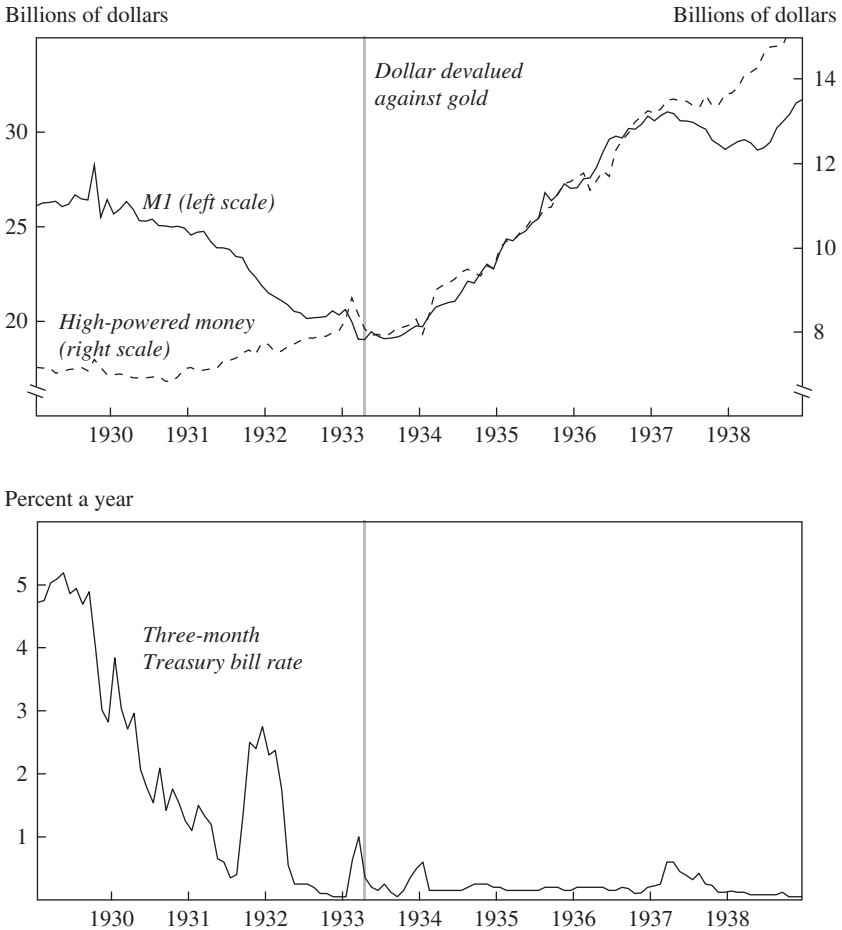 Billions of dollars Billions of dollars
Dollar devalued
against gold
14
30
12
M1 (left scale)
25
10
High-powered money
(right scale)
20
8
1930 1931 1932 1933 1934 1935 1936 1937 1938
Percent a year
5
Three-month
Treasury bill rate
4
3
2
1
1930 1931 1932 1933 1934 1935 1936 1937 1938